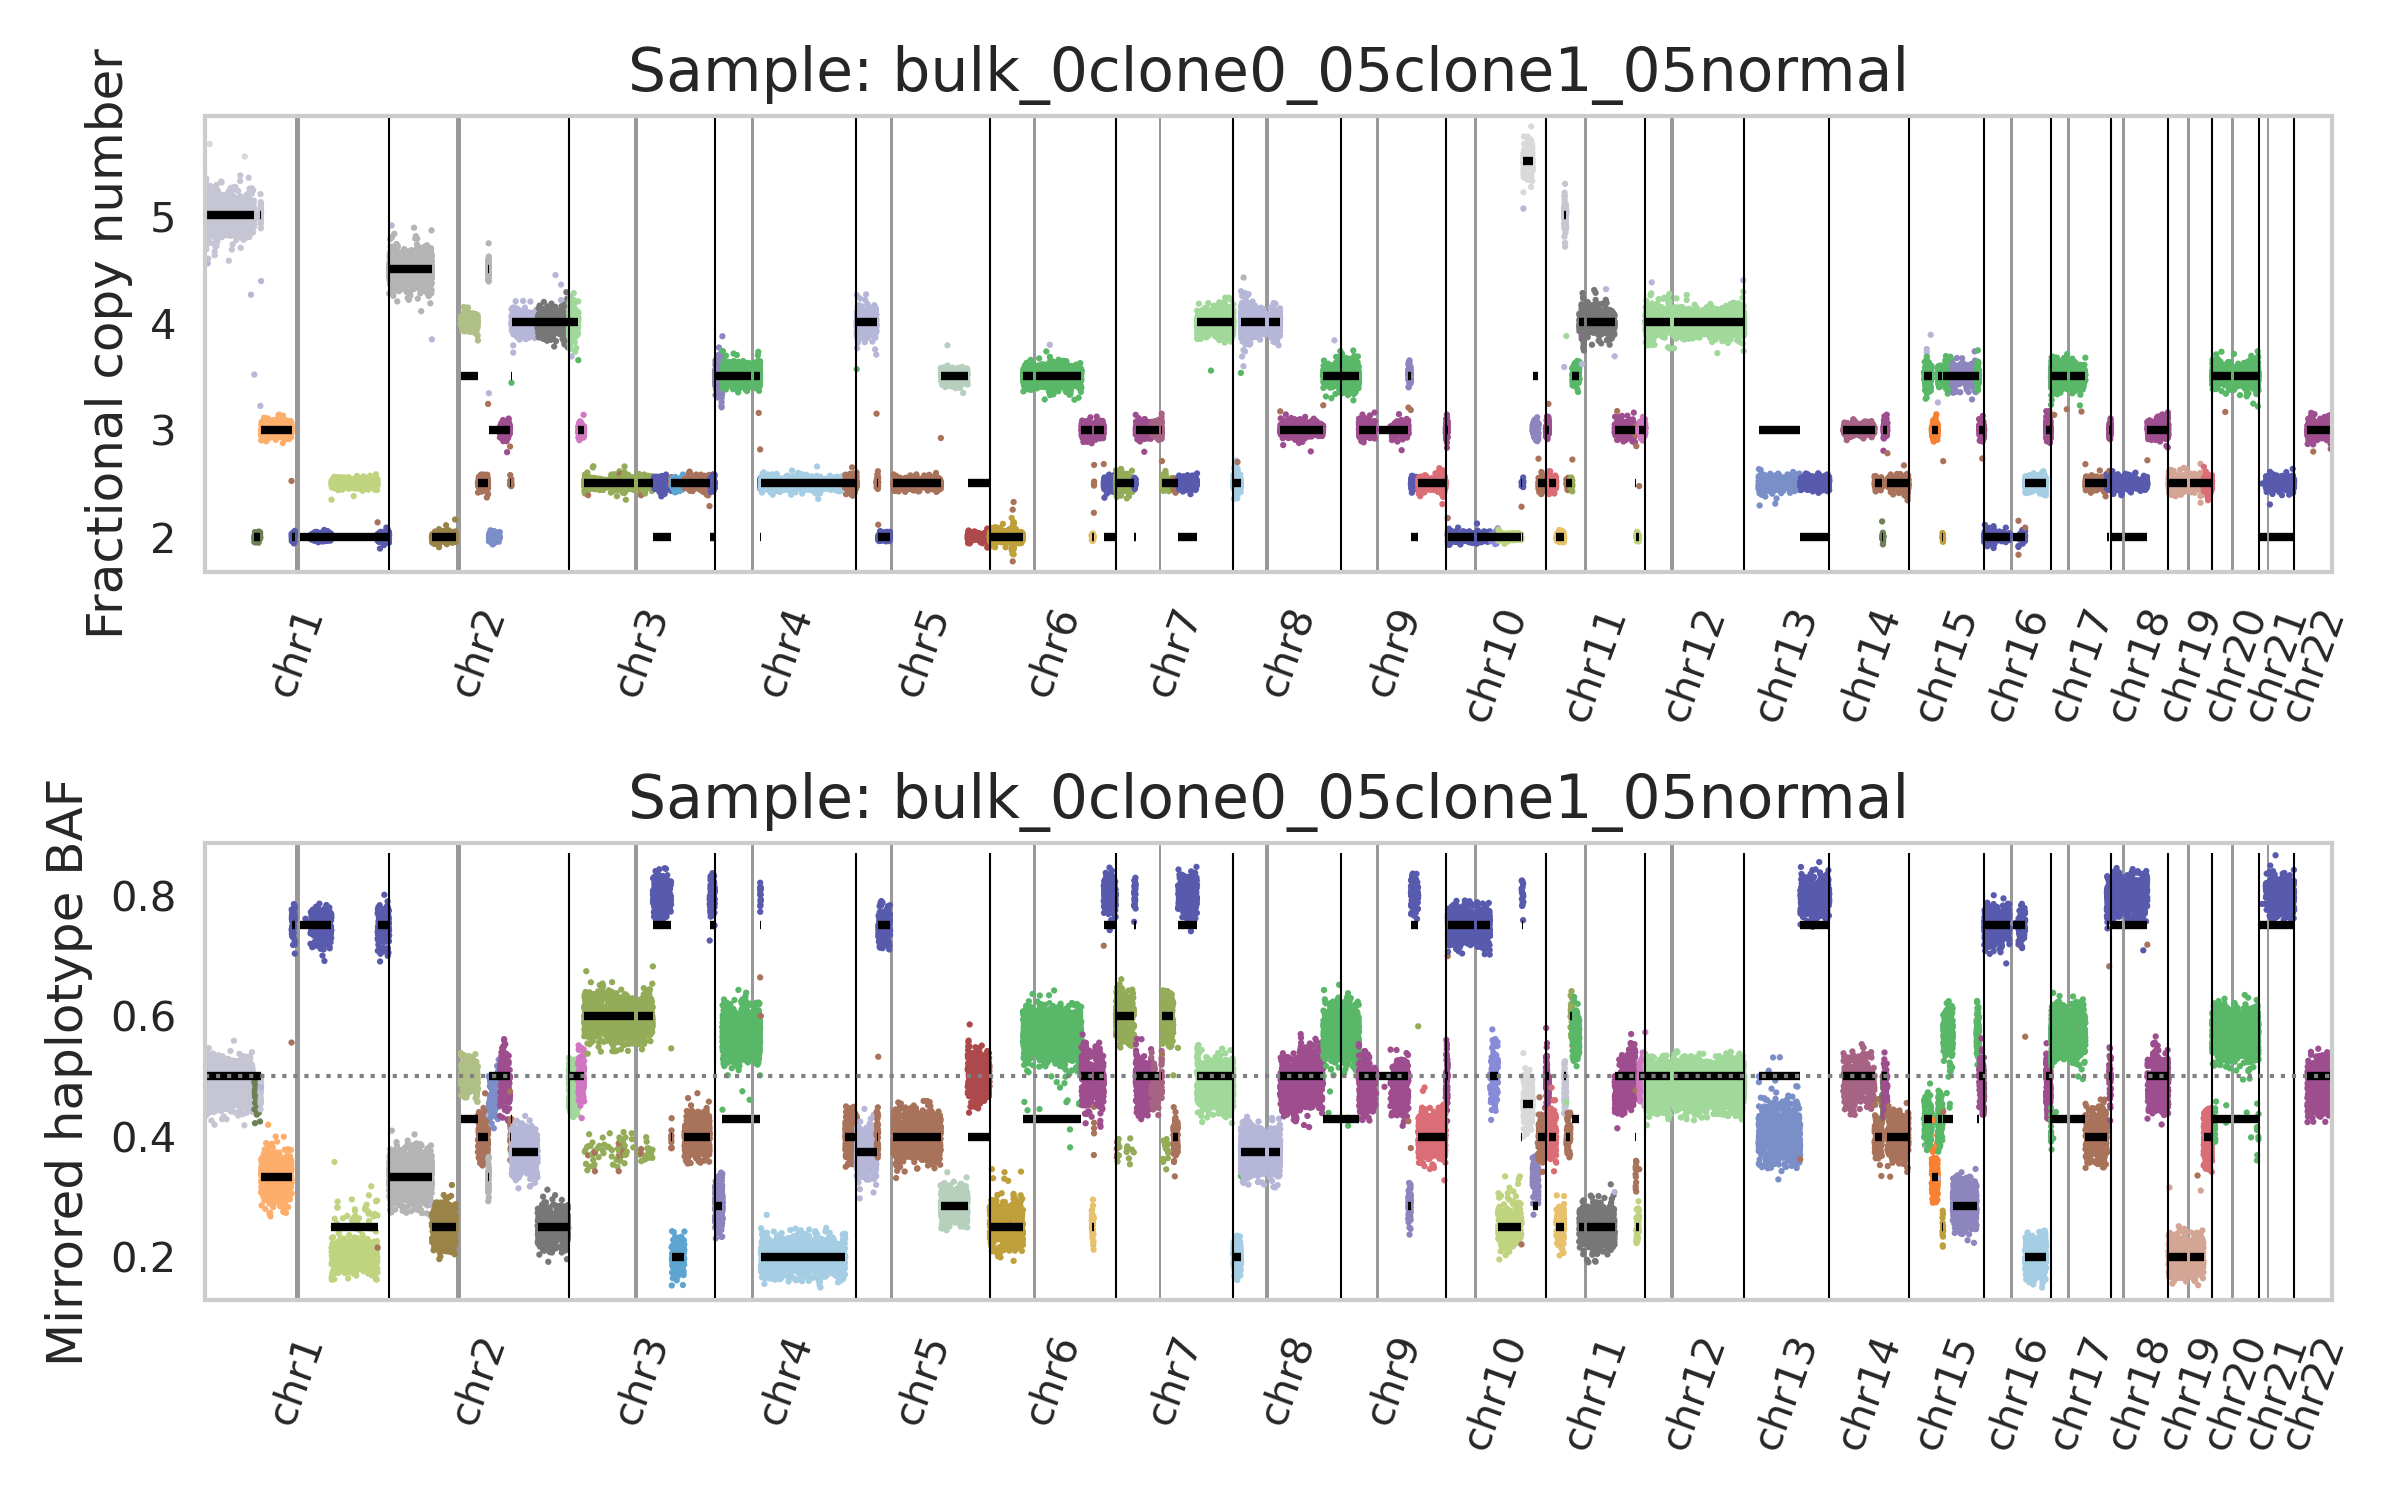 Sample: bulk_0clone0_05clone1_05normal
Fractional copy number
5
4
3
2
chr1
chr2
chr3
chr4
chr5
chr6
chr7
chr8
chr9
chr10
chr11
chr12
chr13
chr14
chr15
chr16
chr17
chr18
chr19
chr20
chr21
chr22
Sample: bulk_0clone0_05clone1_05normal
Mirrored haplotype BAF
0.8
0.6
0.4
0.2
chr1
chr2
chr3
chr4
chr5
chr6
chr7
chr8
chr9
chr10
chr11
chr12
chr13
chr14
chr15
chr16
chr17
chr18
chr19
chr20
chr21
chr22